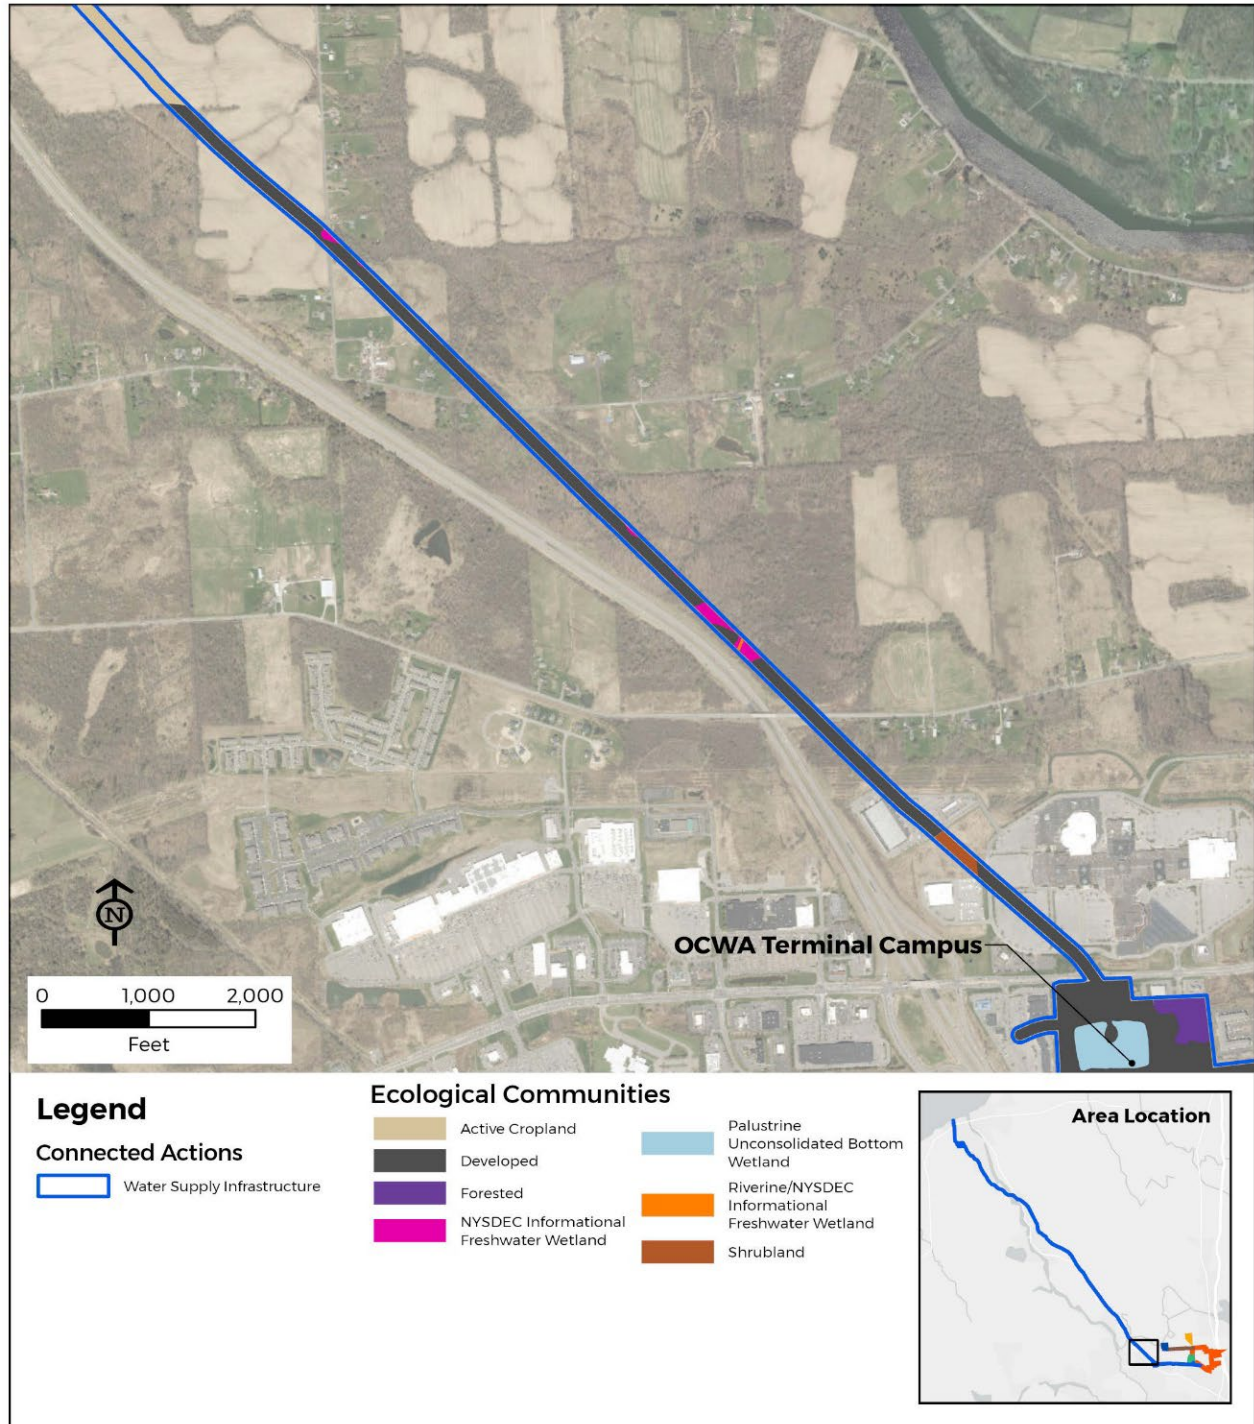 OCWA Terminal Campus
N
0 1,000 2,000
Feet
Legend
Connected Actions
Water Supply Infrastructure
Ecological Communities
Active Cropland
Developed
Forested
NYSDEC Informational
Freshwater Wetland
Palustrine
Unconsolidated Bottom
Wetland
Riverine/NYSDEC
Informational
Freshwater Wetland
Shrubland
Area Location